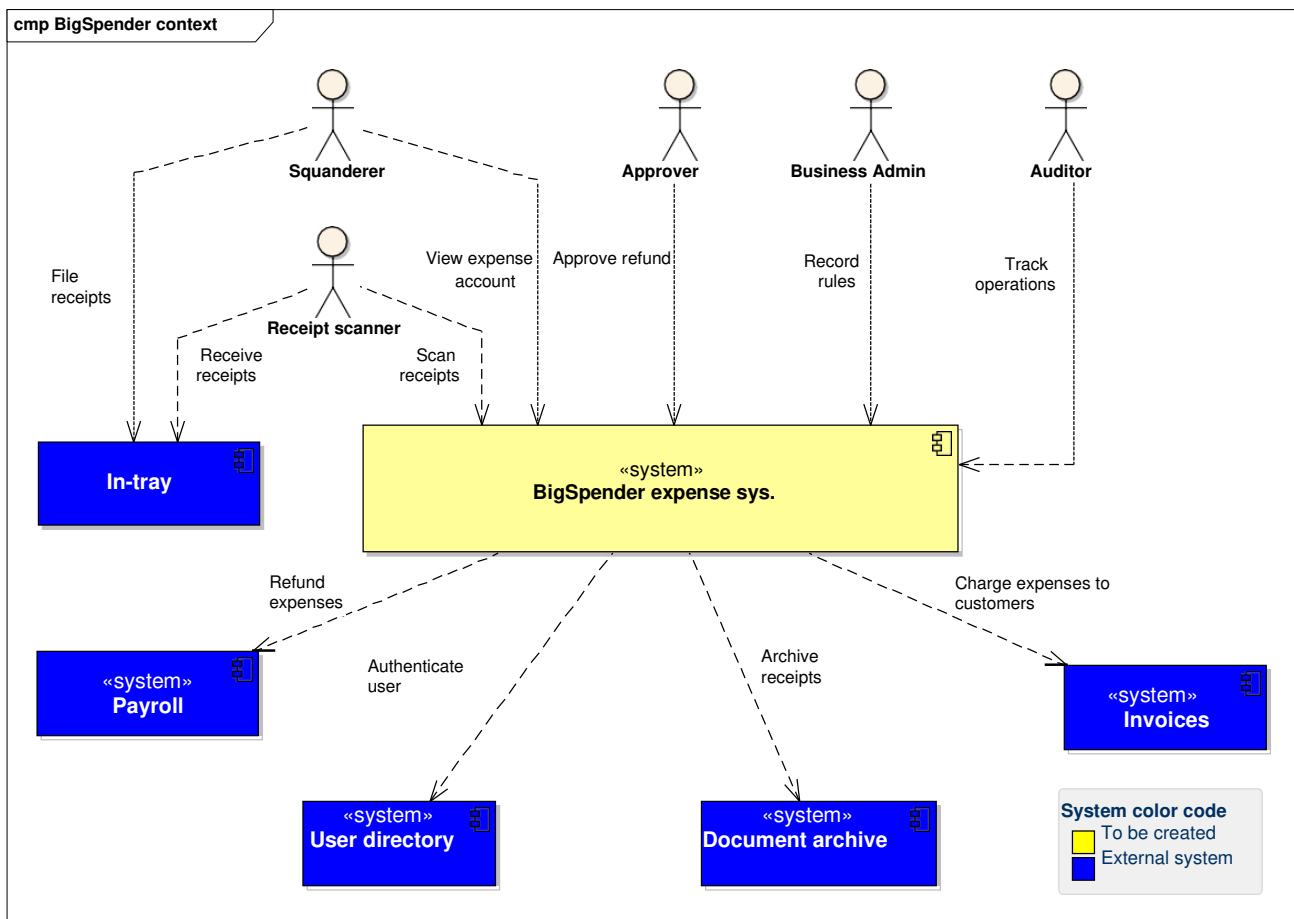 cmp BigSpender context
Squanderer
Approver
Business Admin
Auditor
File
receipts
View expense
account
Approve refund
Record
rules
Track
operations
Receipt scanner
Receive
receipts
Scan
receipts
In-tray
«system»
BigSpender expense sys.
Refund
expenses
Charge expenses to
customers
Authenticate
user
Archive
receipts
«system»
Payroll
«system»
Invoices
«system»
User directory
«system»
Document archive
System color code
To be created
External system